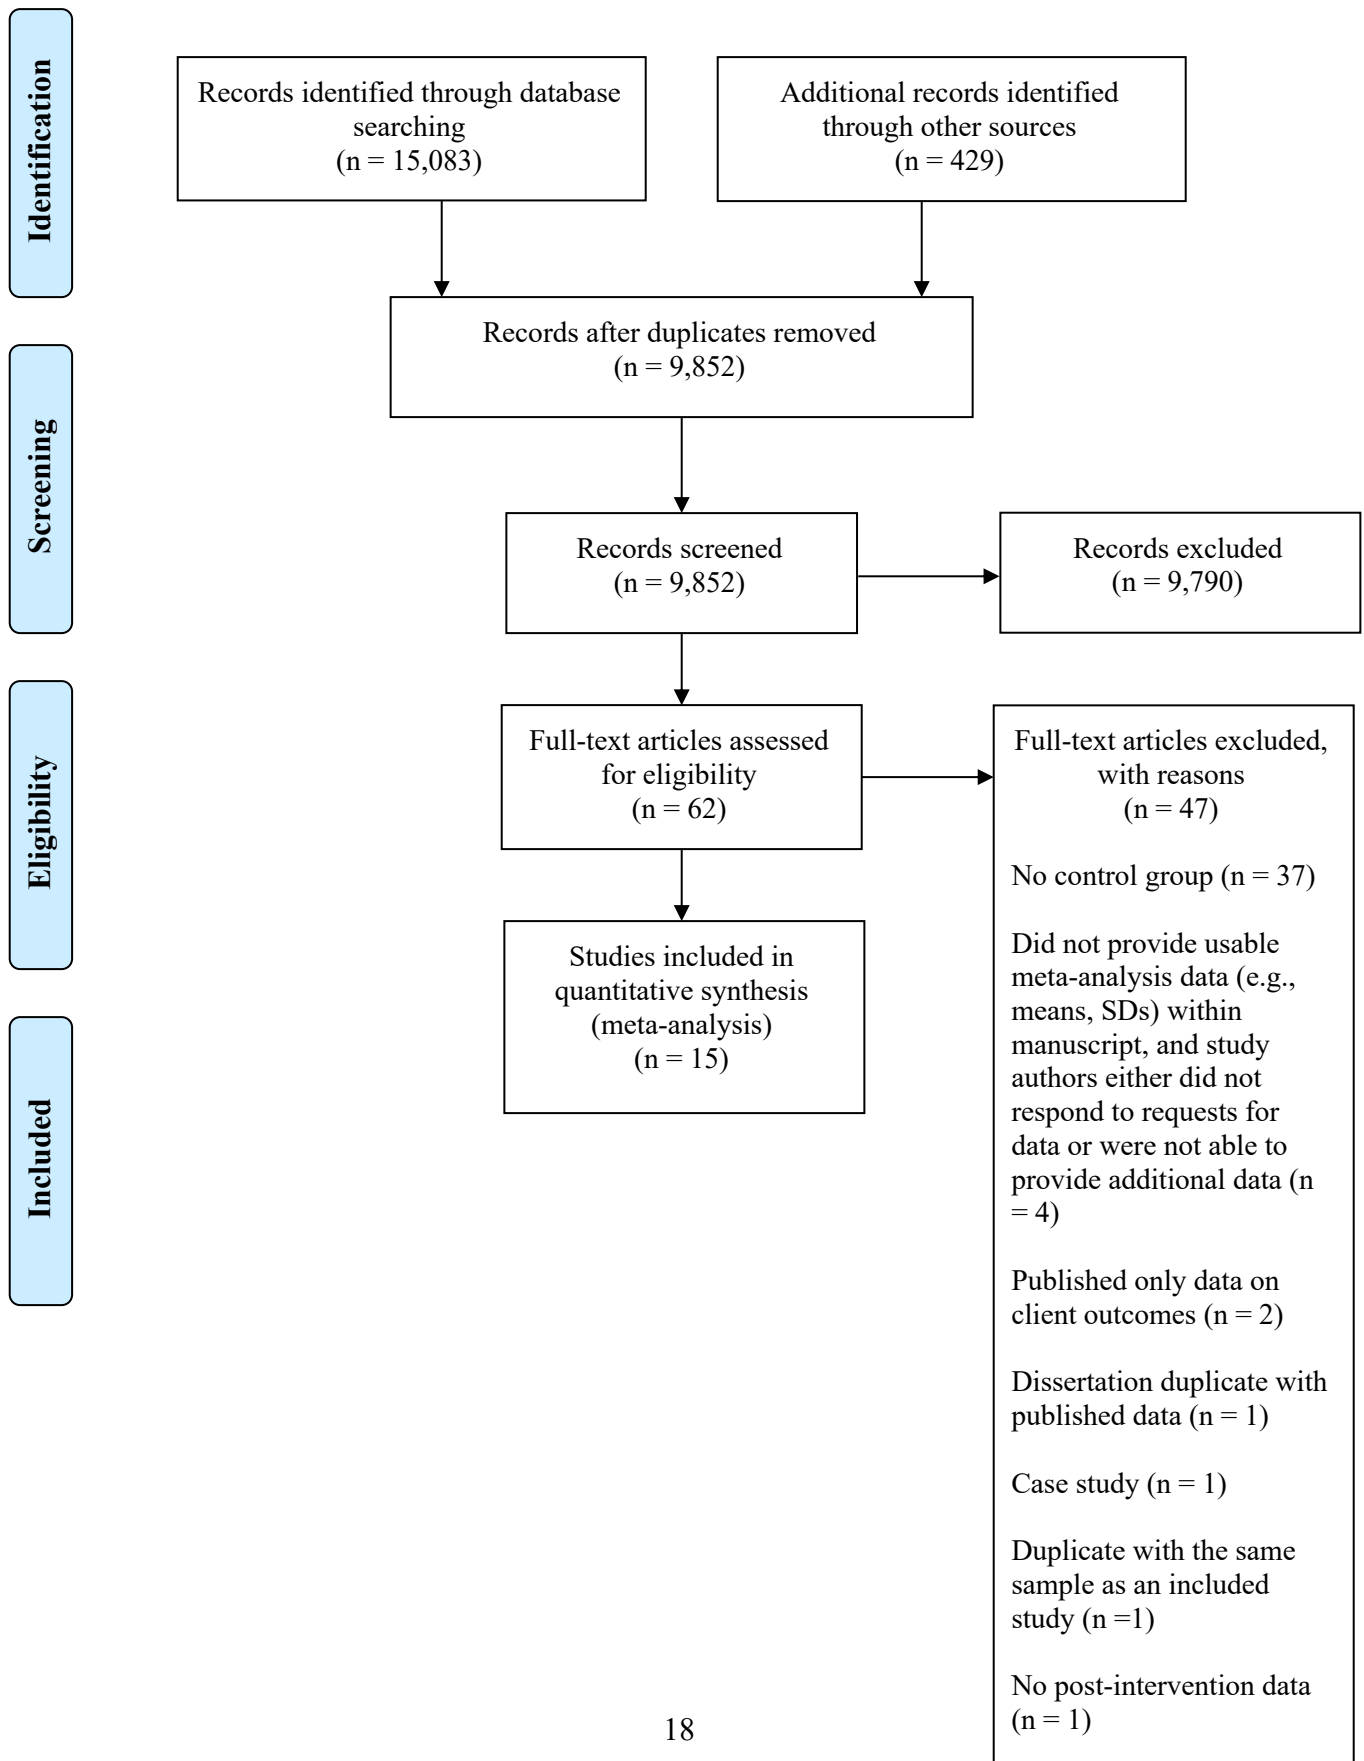 Identification
Records identified through database
searching
(n = 15,083)
Additional records identified
through other sources
(n = 429)
Records after duplicates removed
(n = 9,852)
Screening
Records screened
(n = 9,852)
Records excluded
(n = 9,790)
Eligibility
Full-text articles assessed
for eligibility
(n = 62)
Full-text articles excluded,
with reasons
(n = 47)
No control group (n = 37)
Did not provide usable
meta-analysis data (e.g.,
means, SDs) within
manuscript, and study
authors either did not
respond to requests for
data or were not able to
provide additional data (n
= 4)
Published only data on
client outcomes (n = 2)
Dissertation duplicate with
published data (n = 1)
Case study (n = 1)
Duplicate with the same
sample as an included
study (n =1)
No post-intervention data
(n = 1)
Included
Studies included in
quantitative synthesis
(meta-analysis)
(n = 15)
18